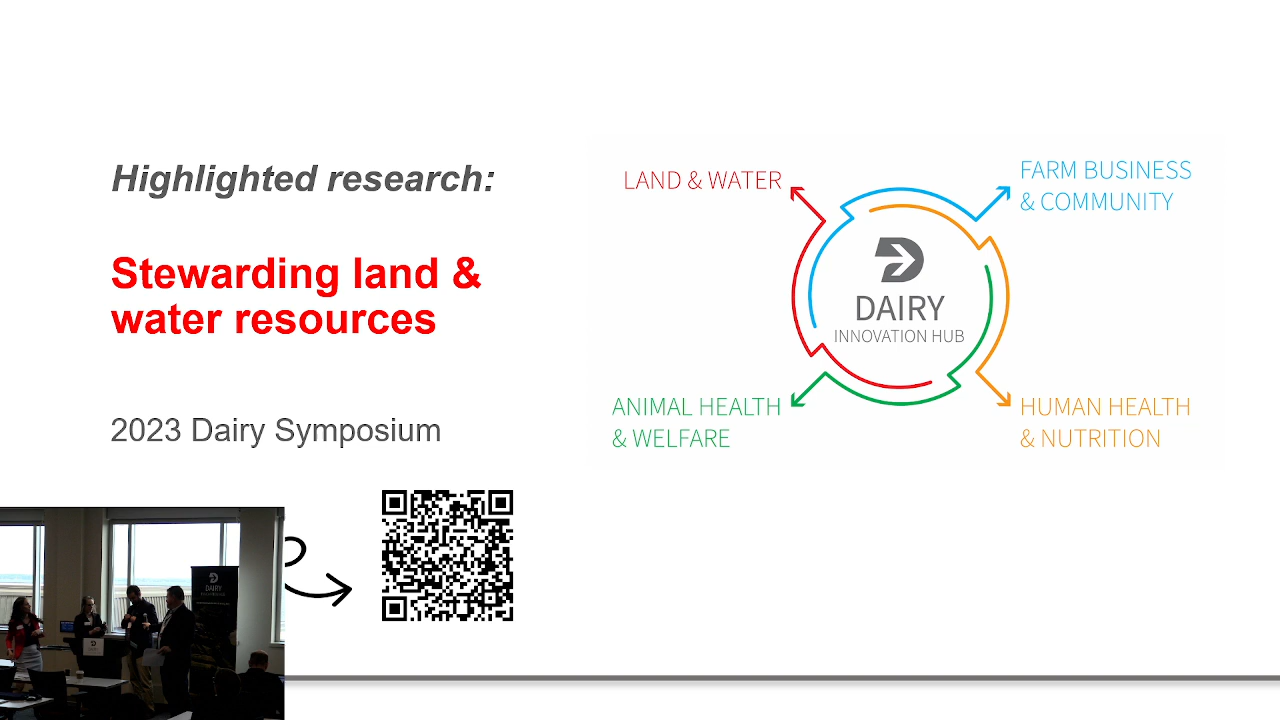 Highlighted research:
Stewarding land &
water resources
2023 Dairy Symposium
LAND & WATER
FARM BUSINESS
& COMMUNITY
DAIRY
INNOVATION HUB
ANIMAL HEALTH
& WELFARE
HUMAN HEALTH
& NUTRITION
DAIRY